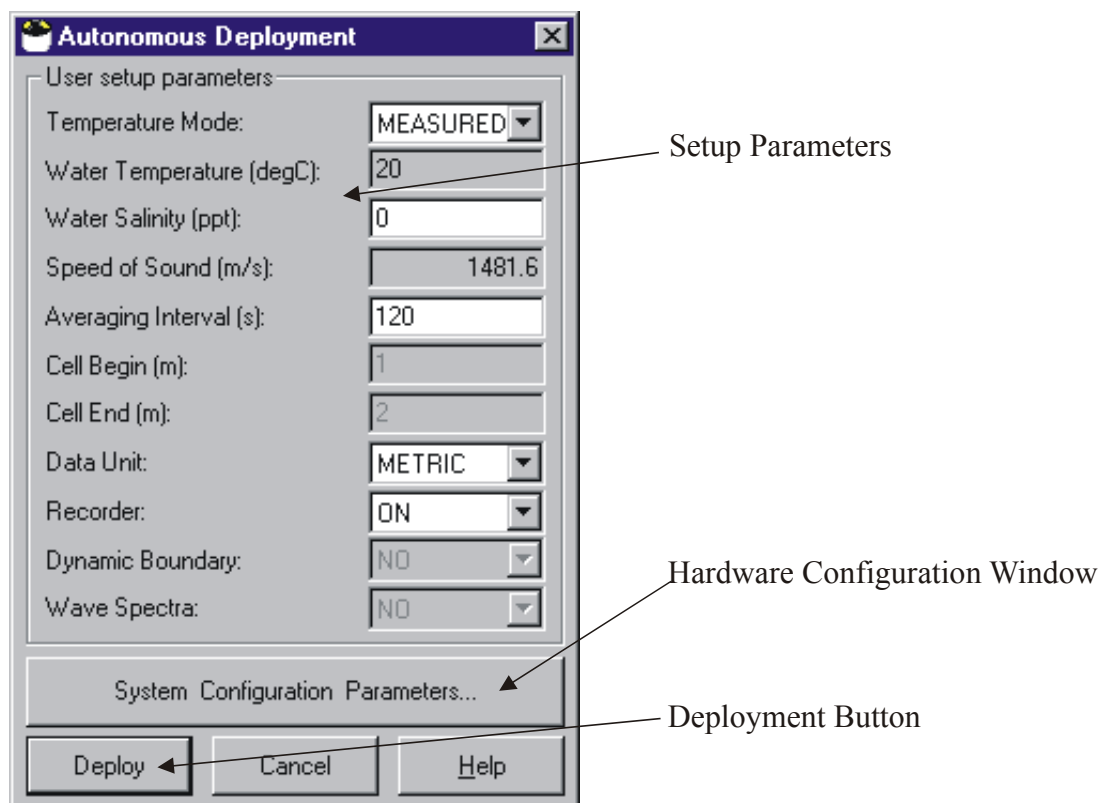 Autonomous Deployment
User setup parameters
Temperature Mode: MEASURED
Water Temperature (degC): 20
Water Salinity (ppt): 0
Speed of Sound (m/s): 1481.6
Averaging Interval (s): 120
Cell Begin (m): 1
Cell End (m): 2
Data Unit: METRIC
Recorder: ON
Dynamic Boundary: NO
Wave Spectra: NO
System Configuration Parameters...
Deploy Cancel Help
Setup Parameters
Hardware Configuration Window
Deployment Button